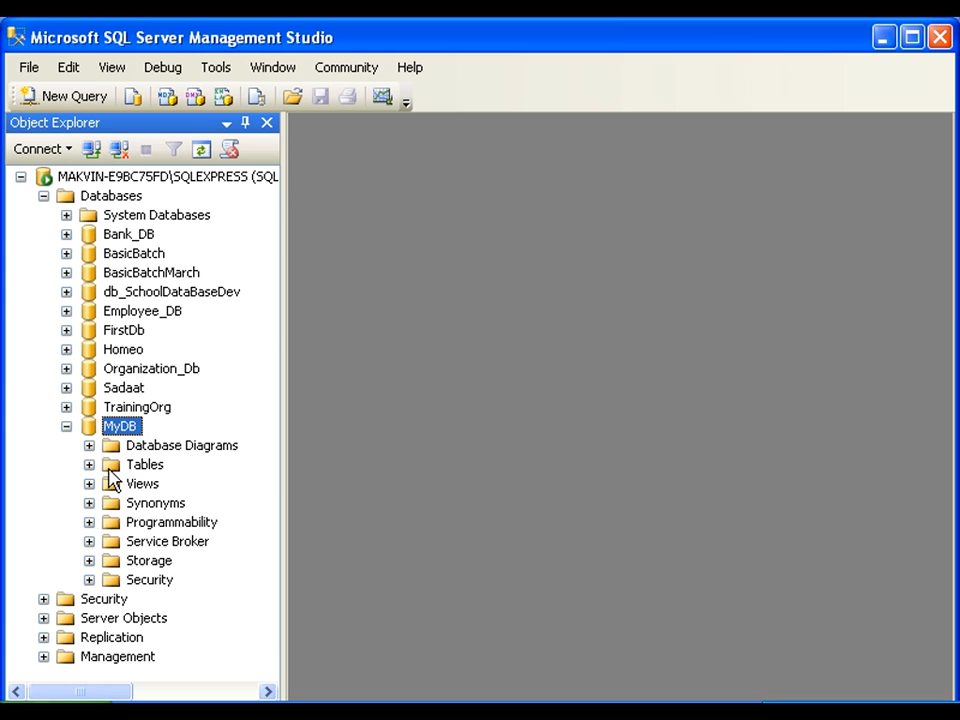 Microsoft SQL Server Management Studio
File Edit View Debug Tools Window Community Help
New Query
Object Explorer
Connect
MAKVIN-E9BC75FD\SQLEXPRESS (SQL
Databases
System Databases
Bank_DB
BasicBatch
BasicBatchMarch
db_SchoolDataBaseDev
Employee_DB
FirstDb
Homeo
Organization_Db
Sadaat
TrainingOrg
MyDB
Database Diagrams
Tables
Views
Synonyms
Programmability
Service Broker
Storage
Security
Security
Server Objects
Replication
Management